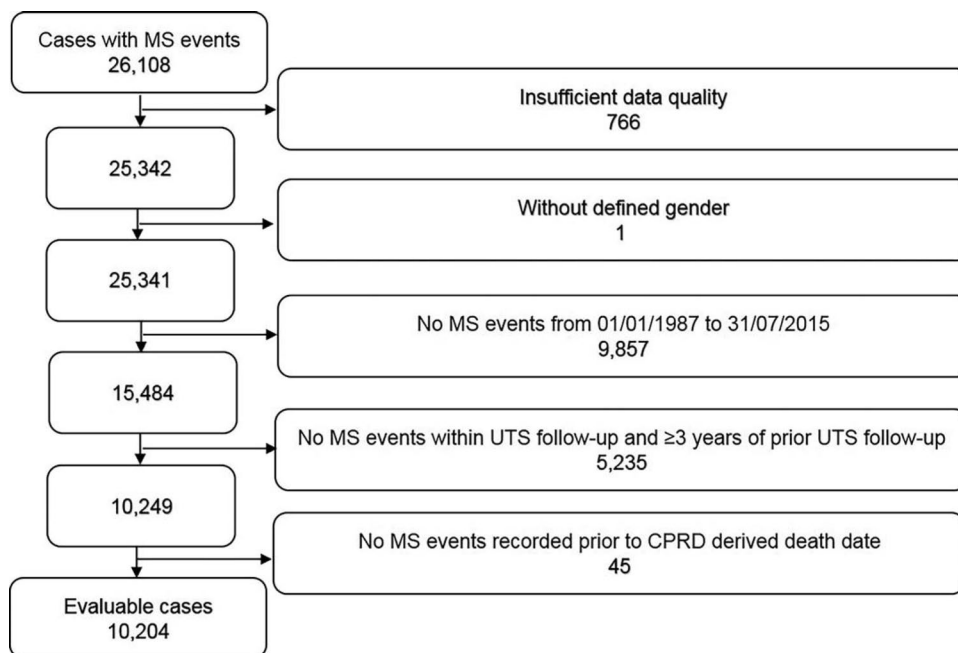 Cases with MS events
26,108
Insufficient data quality
766
25,342
Without defined gender
1
25,341
No MS events from 01/01/1987 to 31/07/2015
9,857
15,484
No MS events within UTS follow-up and ≥3 years of prior UTS follow-up
5,235
10,249
No MS events recorded prior to CPRD derived death date
45
Evaluable cases
10,204